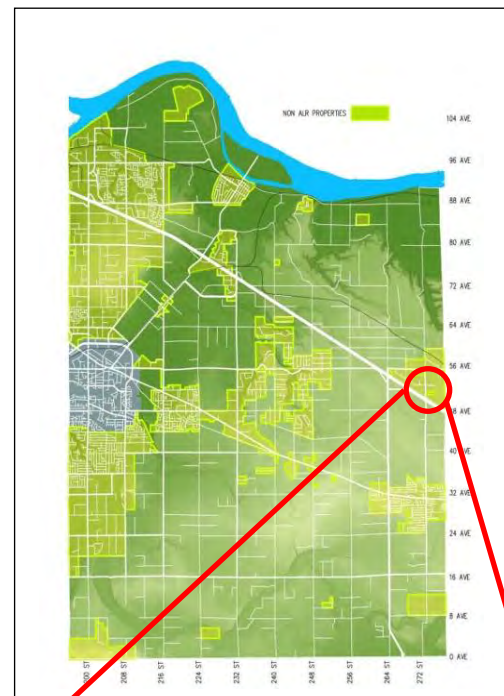 NON ALR PROPERTIES
104 AVE
96 AVE
88 AVE
80 AVE
72 AVE
64 AVE
56 AVE
48 AVE
40 AVE
32 AVE
24 AVE
16 AVE
8 AVE
0 AVE
200 ST
208 ST
216 ST
224 ST
232 ST
240 ST
248 ST
256 ST
264 ST
272 ST